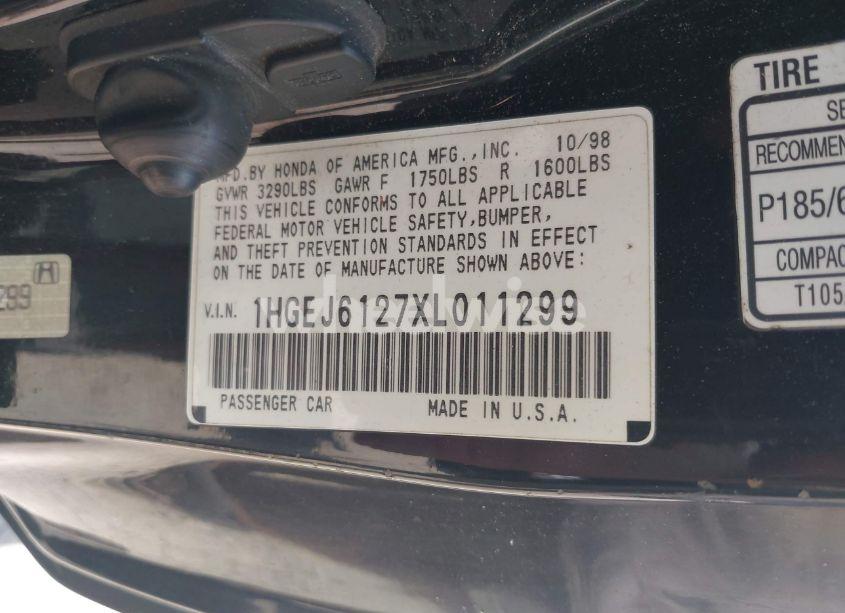 MFD.BY HONDA OF AMERICA MFG.,INC. 10/98
GVWR 3290LBS GAWR F 1750LBS R 1600LBS
THIS VEHICLE CONFORMS TO ALL APPLICABLE
FEDERAL MOTOR VEHICLE SAFETY,BUMPER,
AND THEFT PREVENTION STANDARDS IN EFFECT
ON THE DATE OF MANUFACTURE SHOWN ABOVE:
V.I.N. 1HGEJ6127XL011299
PASSENGER CAR MADE IN U.S.A.
299
TIRE
SE
RECOMMEN
P185/6
COMPAC
T105